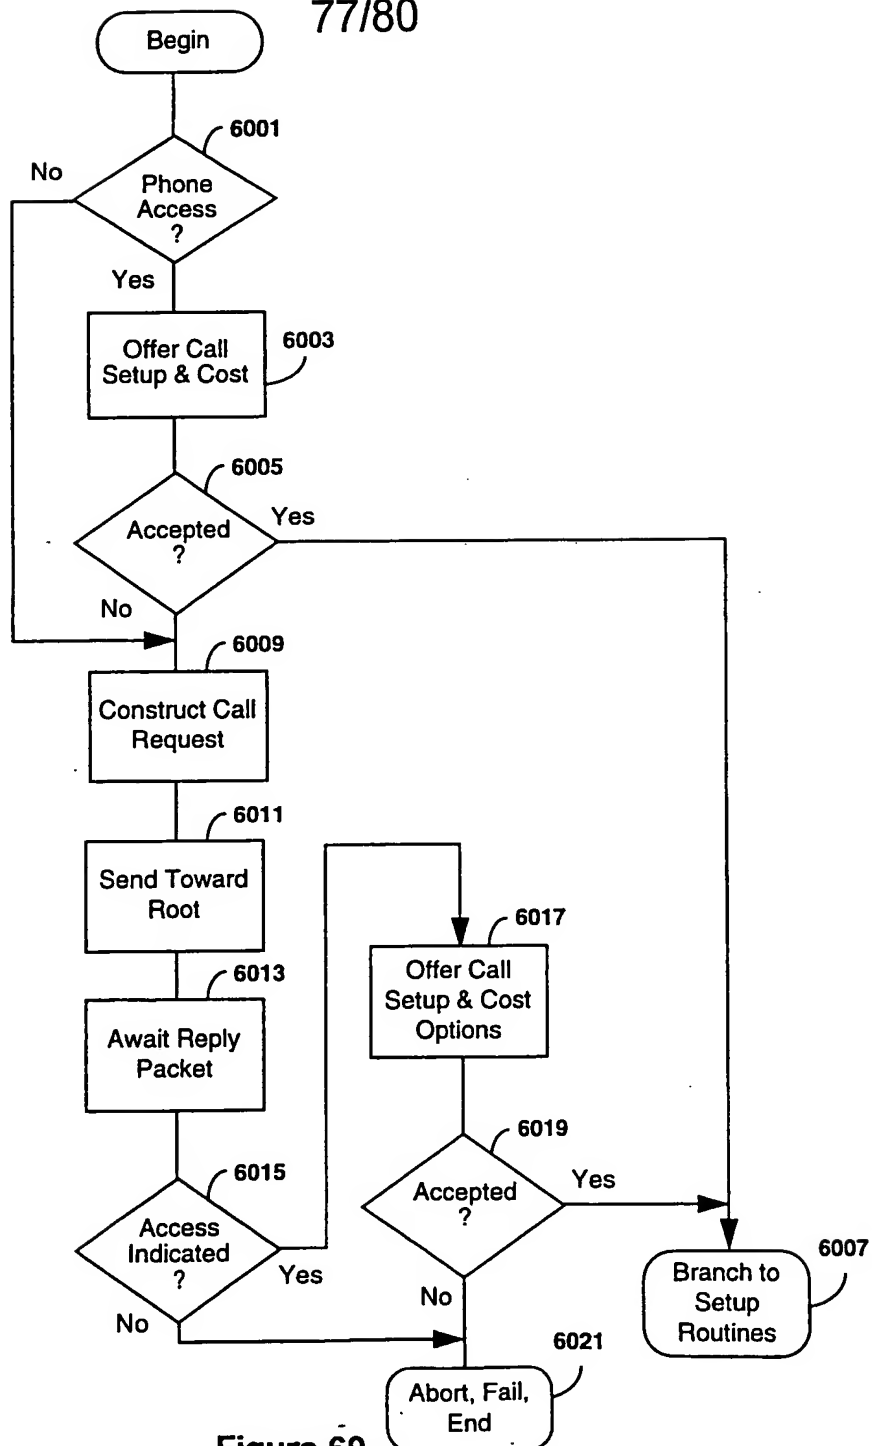 77/80
Begin
6001
No
Phone
Access
?
Yes
Offer Call
Setup & Cost
6003
6005
Accepted
?
Yes
No
6009
Construct Call
Request
6011
Send Toward
Root
6013
Await Reply
Packet
6015
Access
Indicated
?
Yes
No
6017
Offer Call
Setup & Cost
Options
6019
Accepted
?
Yes
No
6007
Branch to
Setup
Routines
6021
Abort, Fail,
End
Figure 60